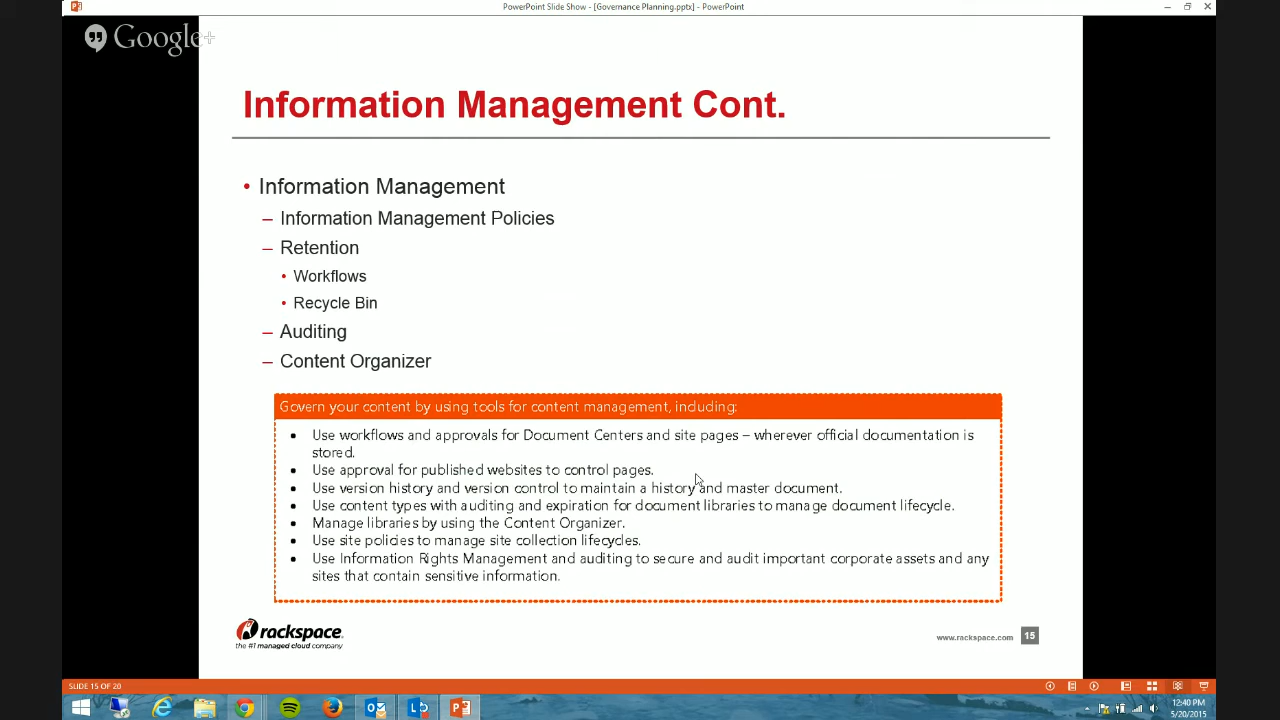 PowerPoint Slide Show - [Governance Planning.pptx] - PowerPoint
Google+
Information Management Cont.
• Information Management
– Information Management Policies
– Retention
• Workflows
• Recycle Bin
– Auditing
– Content Organizer
Govern your content by using tools for content management, including:
• Use workflows and approvals for Document Centers and site pages – wherever official documentation is
stored.
• Use approval for published websites to control pages.
• Use version history and version control to maintain a history and master document.
• Use content types with auditing and expiration for document libraries to manage document lifecycle.
• Manage libraries by using the Content Organizer.
• Use site policies to manage site collection lifecycles.
• Use Information Rights Management and auditing to secure and audit important corporate assets and any
sites that contain sensitive information.
rackspace
the #1 managed cloud company
www.rackspace.com 15
SLIDE 15 OF 20
12:40 PM
5/20/2015